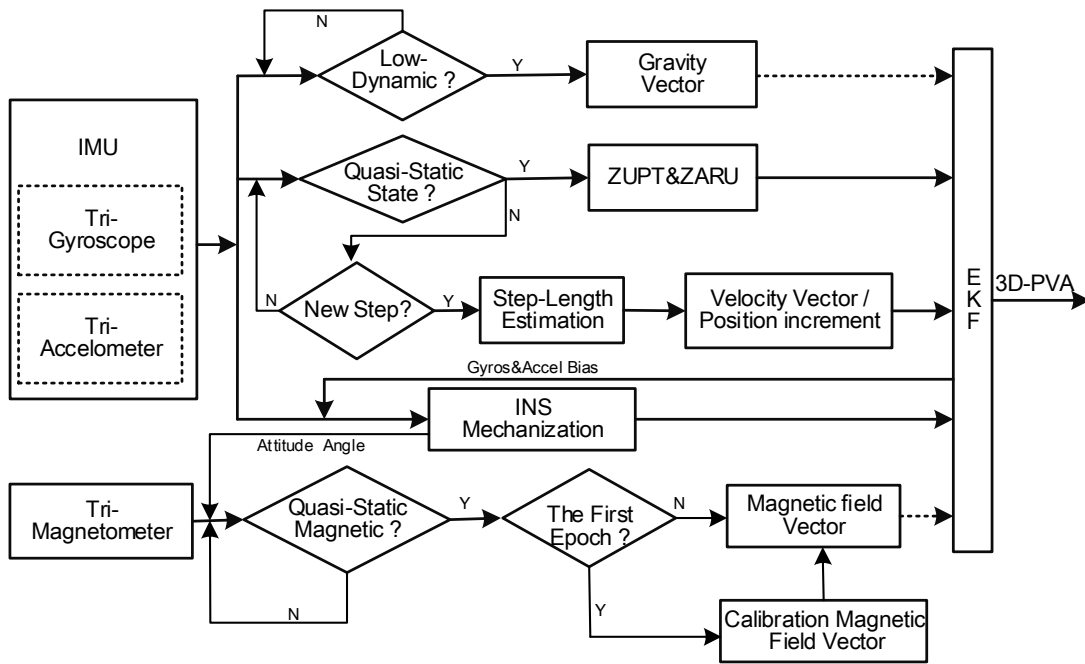 N
Low-
Dynamic ?
Y
Gravity
Vector
IMU
Tri-
Gyroscope
Tri-
Accelometer
Quasi-Static
State ?
Y
ZUPT&ZARU
N
New Step?
N
Y
Step-Length
Estimation
Velocity Vector /
Position increment
E
K
F
3D-PVA
Gyros&Accel Bias
INS
Mechanization
Attitude Angle
Tri-
Magnetometer
Quasi-Static
Magnetic ?
Y
N
The First
Epoch ?
N
Y
Magnetic field
Vector
Calibration Magnetic
Field Vector